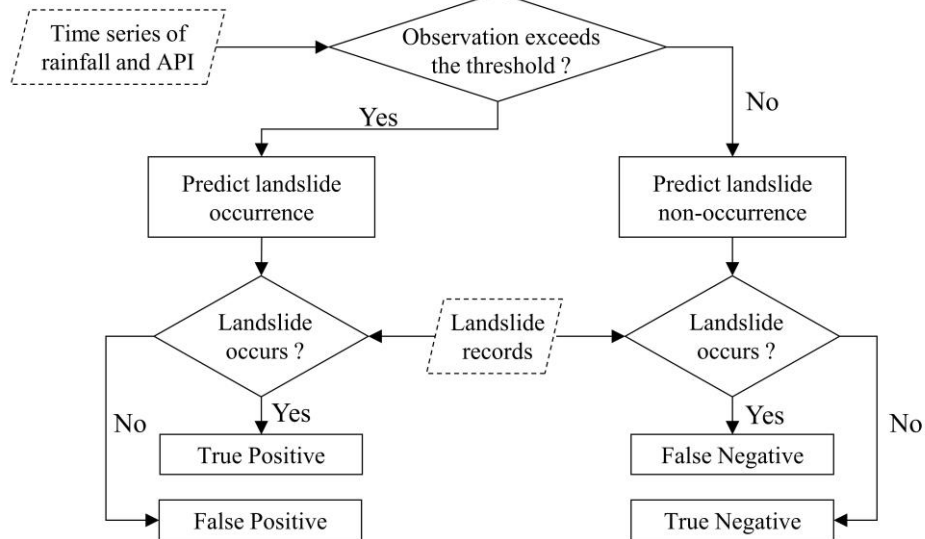 Time series of
rainfall and API
Observation exceeds
the threshold ?
Yes
No
Predict landslide
occurrence
Predict landslide
non-occurrence
Landslide
occurs ?
Landslide
records
Landslide
occurs ?
No
Yes
Yes
No
True Positive
False Negative
False Positive
True Negative